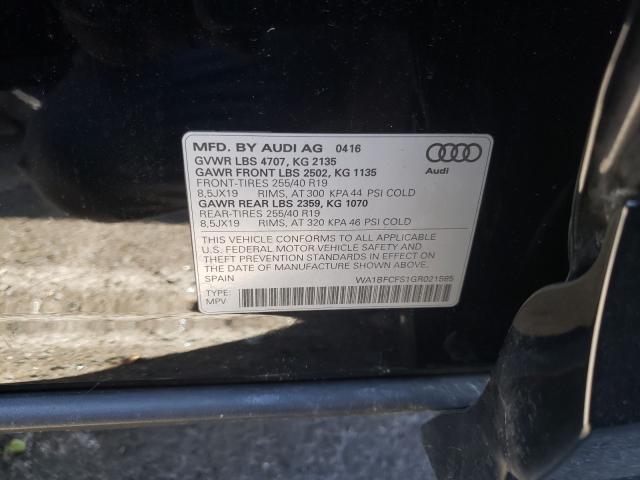 MFD. BY AUDI AG 0416
GVWR LBS 4707, KG 2135
GAWR FRONT LBS 2502, KG 1135
FRONT-TIRES 255/40 R19
8,5JX19 RIMS, AT 300 KPA 44 PSI COLD
GAWR REAR LBS 2359, KG 1070
REAR-TIRES 255/40 R19
8,5JX19 RIMS, AT 320 KPA 46 PSI COLD
THIS VEHICLE CONFORMS TO ALL APPLICABLE
U.S. FEDERAL MOTOR VEHICLE SAFETY AND
THEFT PREVENTION STANDARDS IN EFFECT ON
THE DATE OF MANUFACTURE SHOWN ABOVE.
SPAIN WA1BFCFS1GR021595
TYPE:
MPV
Audi